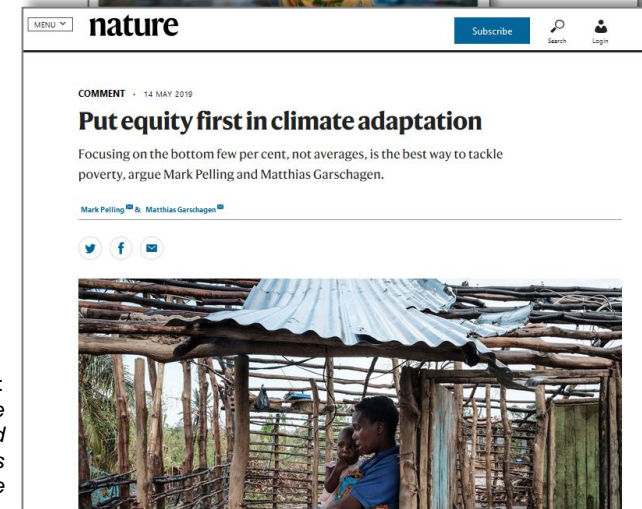 MENU
nature
Subscribe
Search
Login
COMMENT · 14 MAY 2019
Put equity first in climate adaptation
Focusing on the bottom few per cent, not averages, is the best way to tackle
poverty, argue Mark Pelling and Matthias Garschagen.
Mark Pelling & Matthias Garschagen